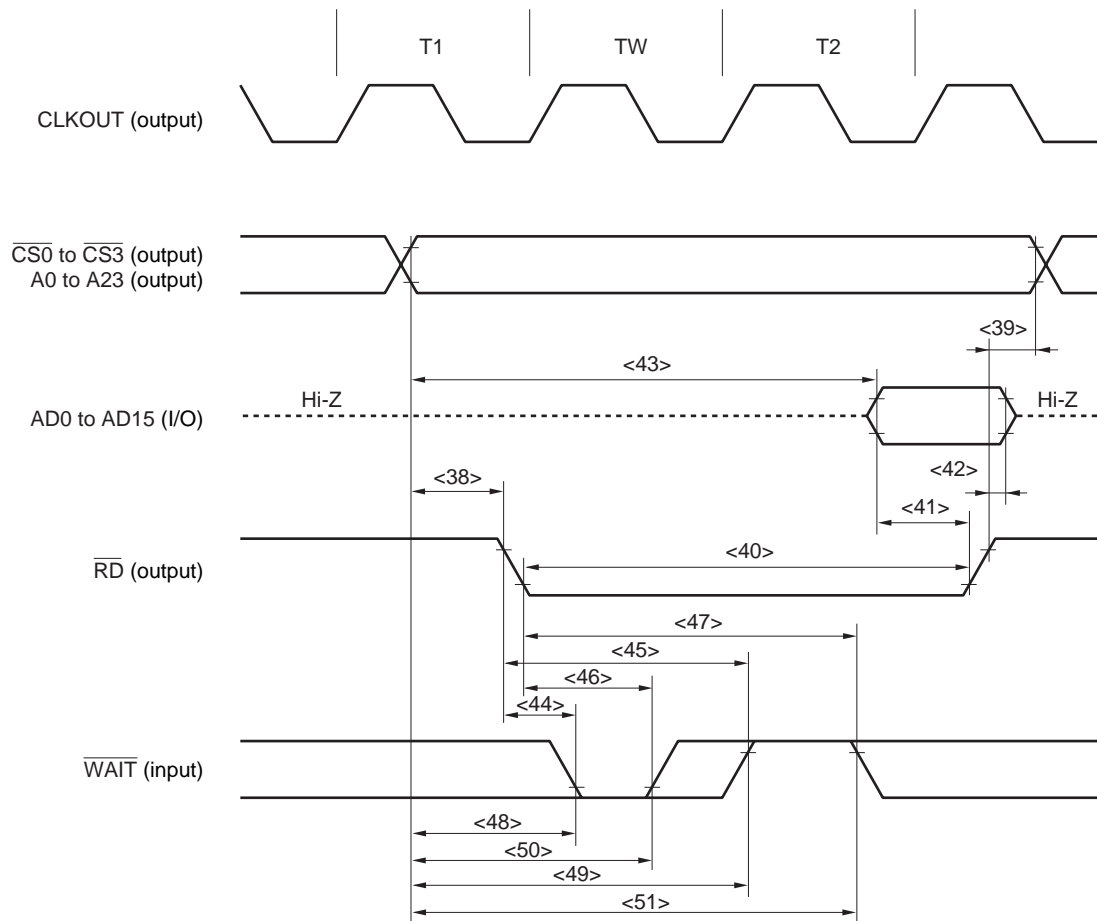 T1 TW T2
CLKOUT (output)
CS0 to CS3 (output)
A0 to A23 (output)
<39>
<43>
Hi-Z Hi-Z
AD0 to AD15 (I/O)
<38> <42>
<41>
<40>
RD (output)
<47>
<45>
<46>
<44>
WAIT (input)
<48>
<50>
<49>
<51>